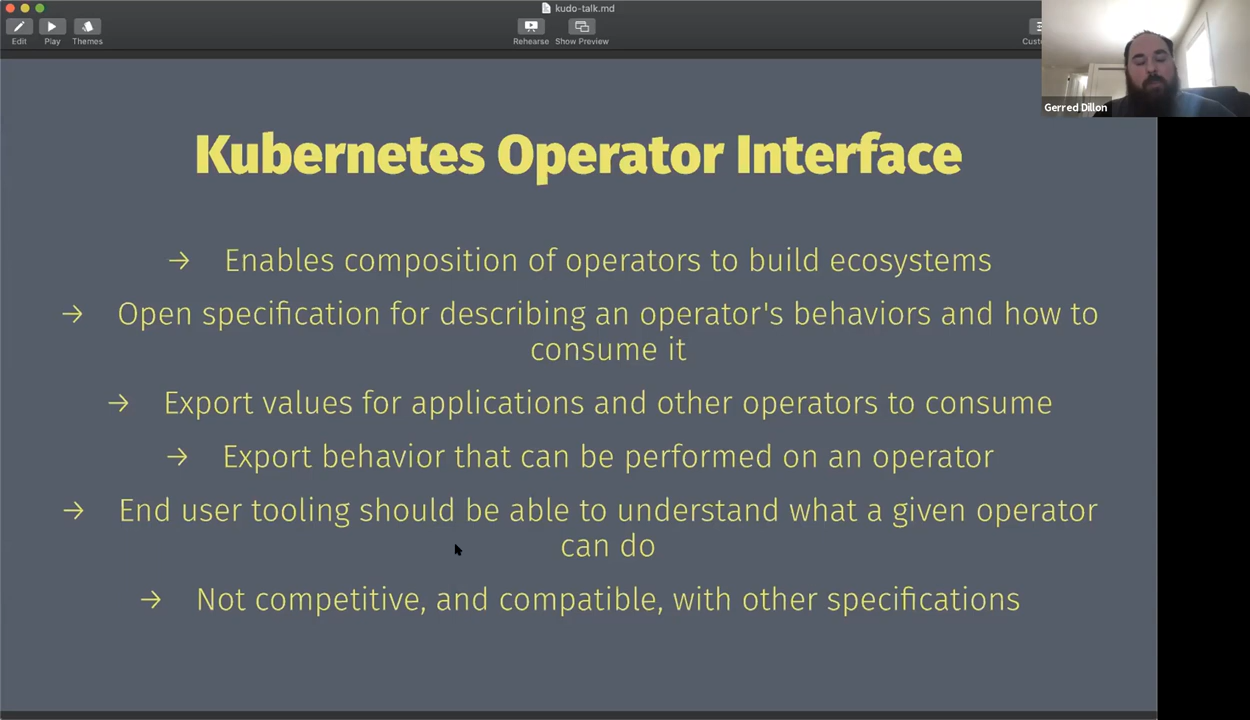 kudo-talk.md
Edit
Play
Themes
Rehearse
Show Preview
Gerred Dillon
Kubernetes Operator Interface
→ Enables composition of operators to build ecosystems
→ Open specification for describing an operator's behaviors and how to
consume it
→ Export values for applications and other operators to consume
→ Export behavior that can be performed on an operator
→ End user tooling should be able to understand what a given operator
can do
→ Not competitive, and compatible, with other specifications